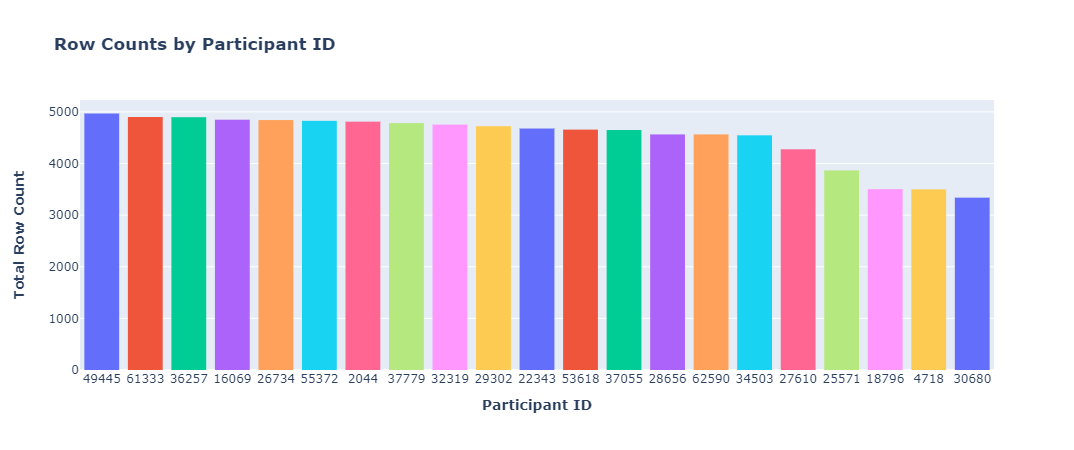 Row Counts by Participant ID
Total Row Count
5000
4000
3000
2000
1000
0
49445 61333 36257 16069 26734 55372 2044 37779 32319 29302 22343 53618 37055 28656 62590 34503 27610 25571 18796 4718 30680
Participant ID